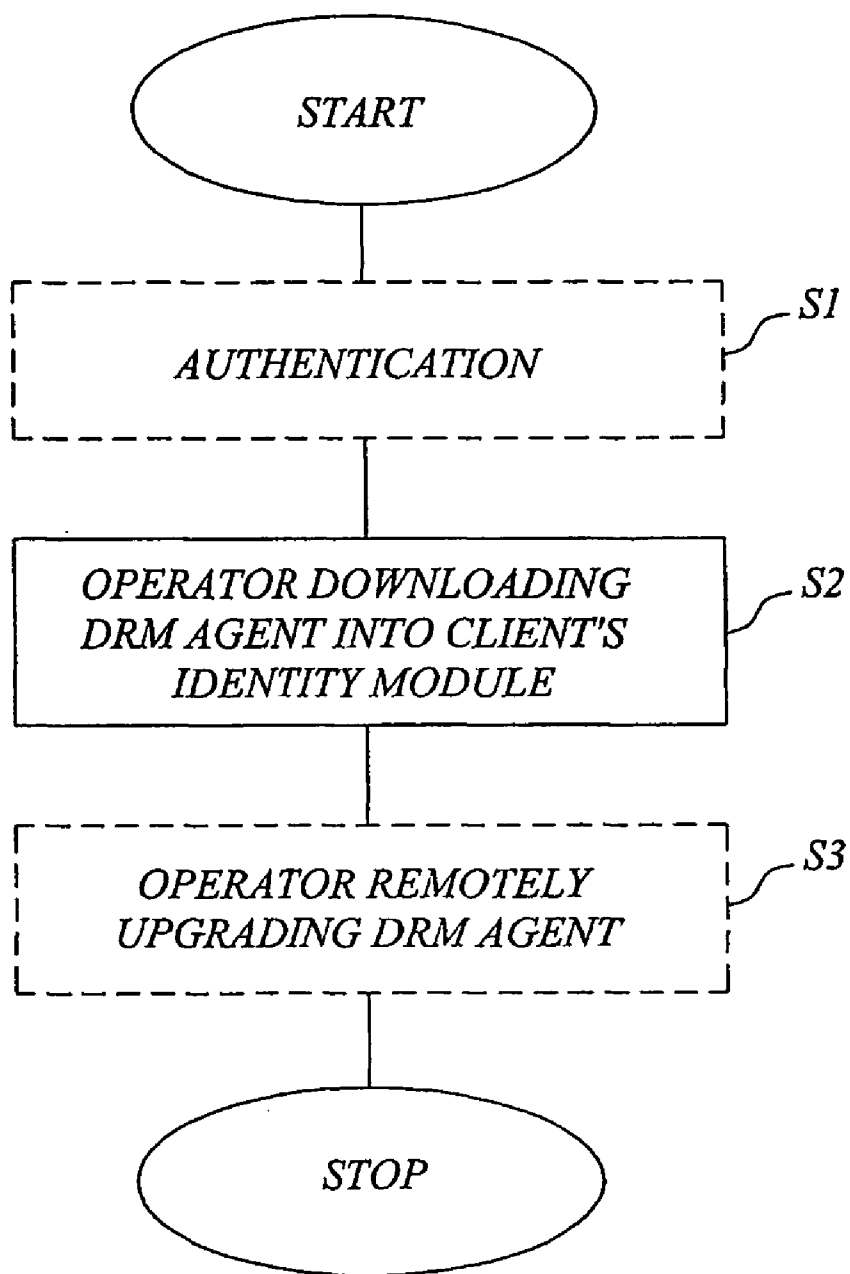 START
S1
AUTHENTICATION
S2
OPERATOR DOWNLOADING
DRM AGENT INTO CLIENT'S
IDENTITY MODULE
S3
OPERATOR REMOTELY
UPGRADING DRM AGENT
STOP